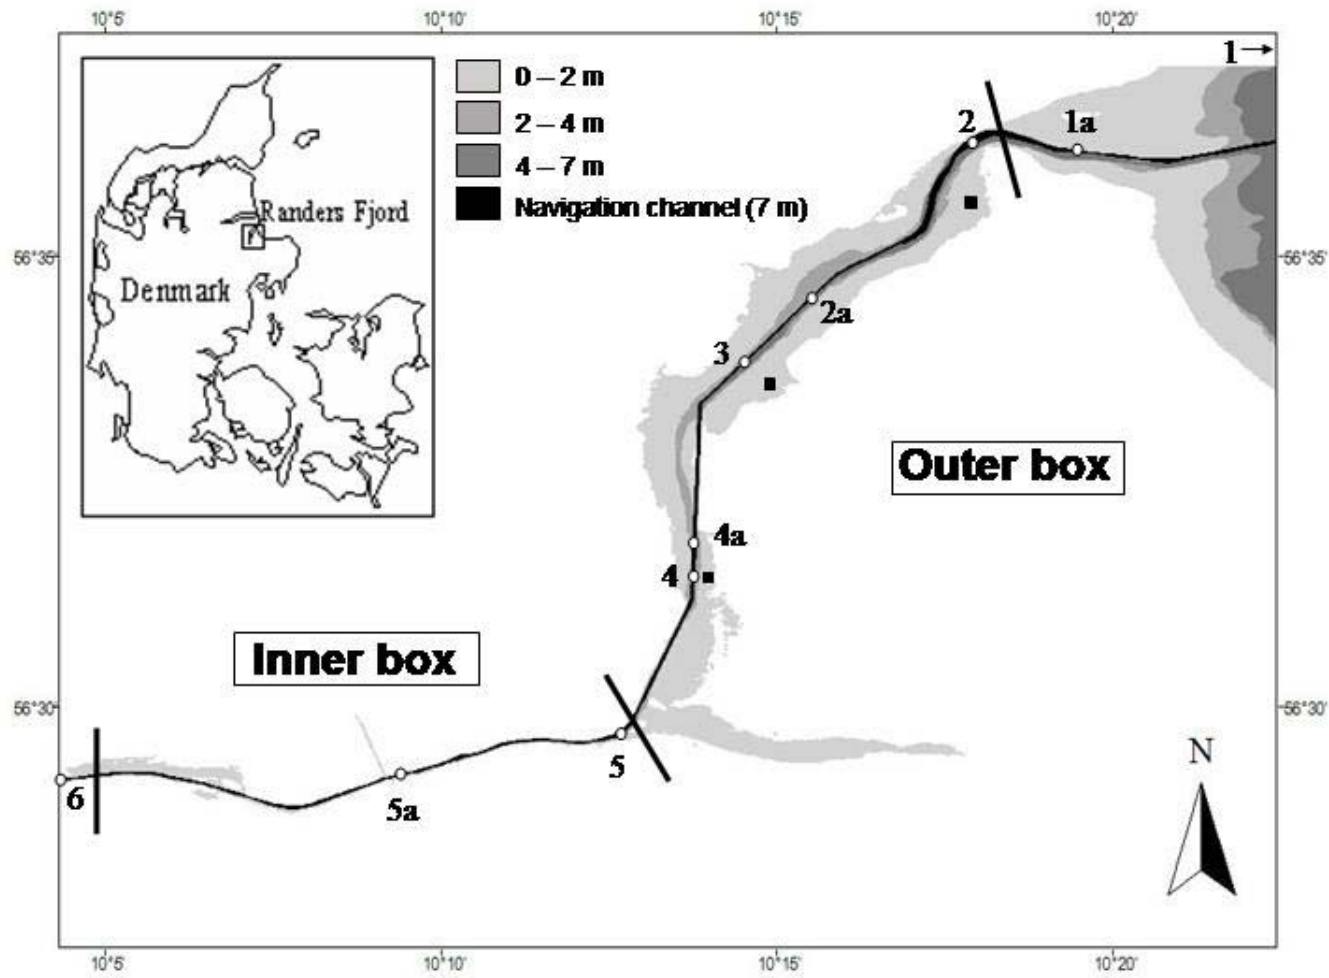 10°5'
10°10'
10°15'
10°20'
1
0 – 2 m
2 – 4 m
4 – 7 m
Navigation channel (7 m)
Randers Fjord
Denmark
2
1a
56°35'
56°35'
2a
3
Outer box
4a
4
Inner box
56°30'
56°30'
5
N
6
5a
10°5'
10°10'
10°15'
10°20'